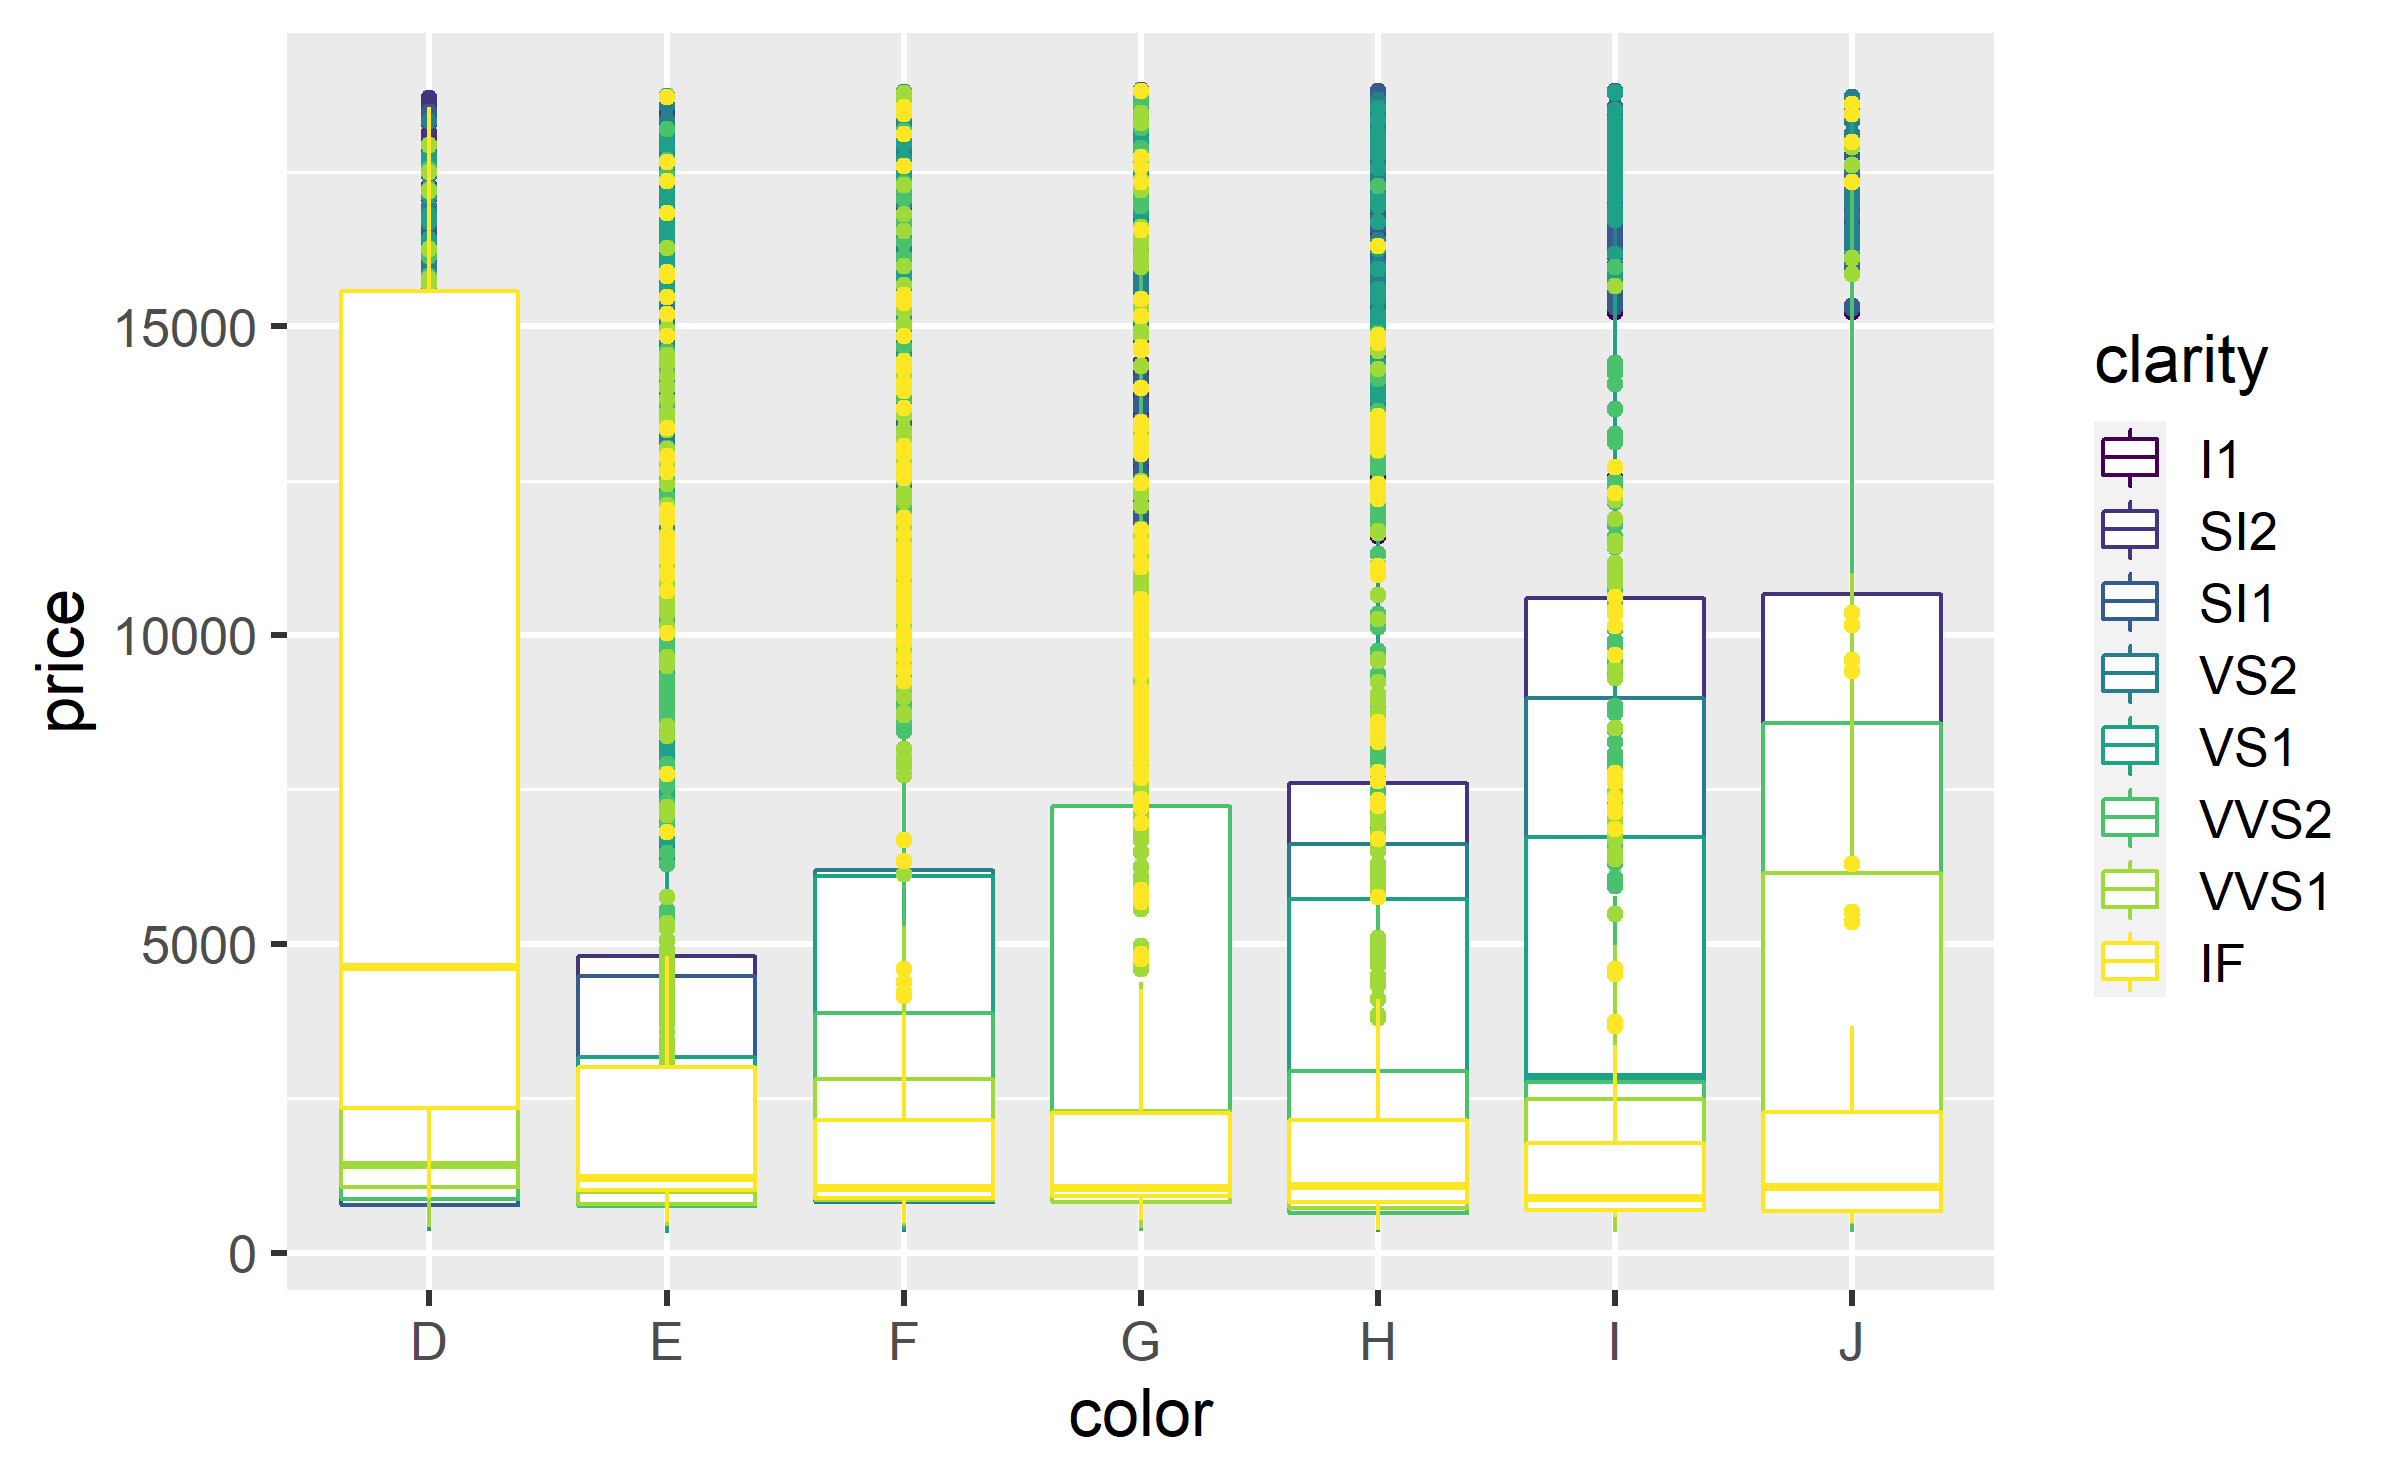 15000
10000
5000
0
price
D E F G H I J
color
clarity
I1
SI2
SI1
VS2
VS1
VVS2
VVS1
IF